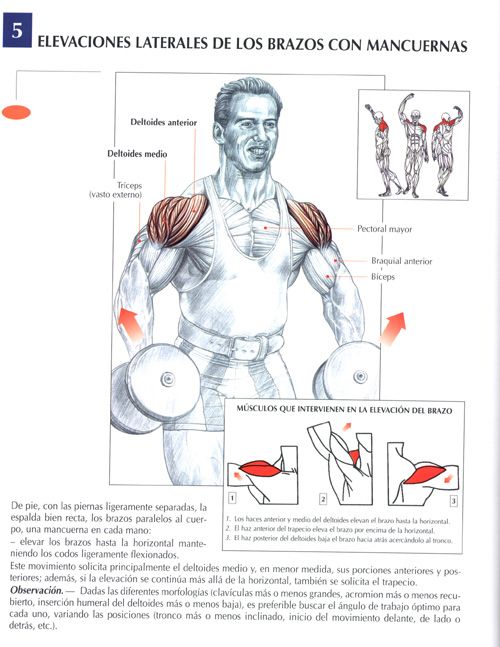 5
ELEVACIONES LATERALES DE LOS BRAZOS CON MANCUERNAS
Deltoides anterior
Deltoides medio
Tríceps
(vasto externo)
Pectoral mayor
Braquial anterior
Bíceps
MÚSCULOS QUE INTERVIENEN EN LA ELEVACIÓN DEL BRAZO
1
2
3
1. Los haces anterior y medio del deltoides elevan el brazo hasta la horizontal.
2. El haz anterior del trapecio eleva el brazo por encima de la horizontal.
3. El haz posterior del deltoides baja el brazo hacia atrás acercándolo al tronco.
De pie, con las piernas ligeramente separadas, la
espalda bien recta, los brazos paralelos al cuer-
po, una mancuerna en cada mano:
– elevar los brazos hasta la horizontal mante-
niendo los codos ligeramente flexionados.
Este movimiento solicita principalmente el deltoides medio y, en menor medida, sus porciones anteriores y pos-
teriores; además, si la elevación se continúa más allá de la horizontal, también se solicita el trapecio.
Observación. — Dadas las diferentes morfologías (clavículas más o menos grandes, acromion más o menos recu-
bierto, inserción humeral del deltoides más o menos baja), es preferible buscar el ángulo de trabajo óptimo para
cada uno, variando las posiciones (tronco más o menos inclinado, inicio del movimiento delante, de lado o
detrás, etc.).